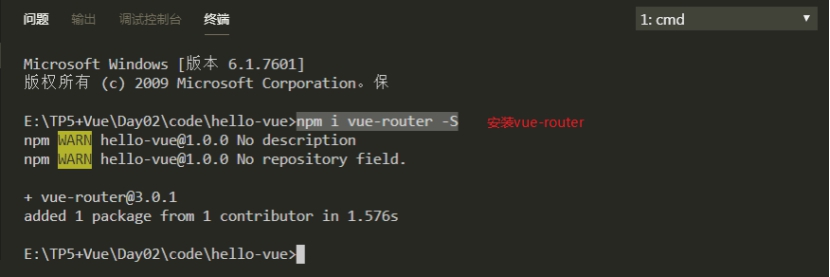 问题 输出 调试控制台 终端 1: cmd
Microsoft Windows [版本 6.1.7601]
版权所有 (c) 2009 Microsoft Corporation。保
E:\TP5+Vue\Day02\code\hello-vue>npm i vue-router -S 安装vue-router
npm WARN hello-vue@1.0.0 No description
npm WARN hello-vue@1.0.0 No repository field.
+ vue-router@3.0.1
added 1 package from 1 contributor in 1.576s
E:\TP5+Vue\Day02\code\hello-vue>